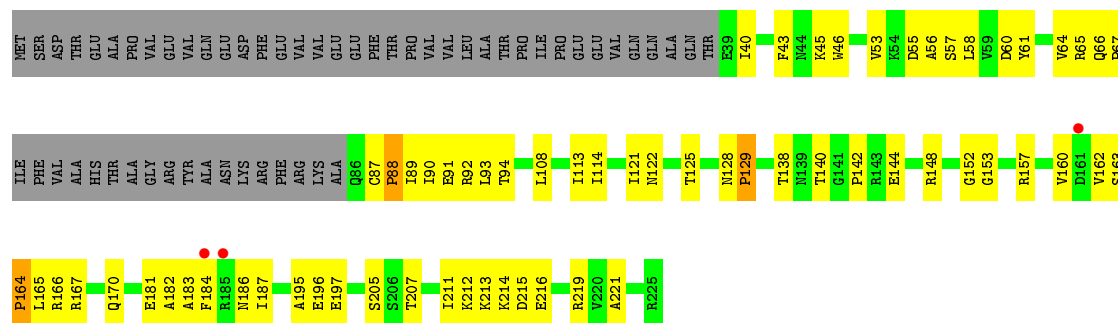 MET SER ASP THR GLU ALA PRO VAL GLU VAL GLN GLU ASP PHE GLU VAL VAL GLU GLU PHE THR PRO VAL VAL LEU ALA THR PRO ILE PRO GLU GLU VAL GLN GLN ALA GLN THR E39 I40 F43 N44 K45 W46 V53 K54 D55 A56 S57 L58 V59 D60 Y61 V64 R65 Q66 P67
ILE PHE VAL ALA HIS THR ALA GLY ARG TYR ALA ASN LYS ARG PHE ARG LYS ALA Q86 C87 P88 I89 I90 E91 R92 L93 T94 L108 I113 I114 I121 N122 T125 N128 P129 T138 N139 T140 G141 P142 R143 E144 R148 G152 G153 R157 V160 D161 V162 S163
P164 L165 R166 R167 Q170 E181 A182 A183 F184 R185 N186 I187 A195 E196 E197 S205 S206 T207 I211 K212 K213 K214 D215 E216 R219 V220 A221 R225